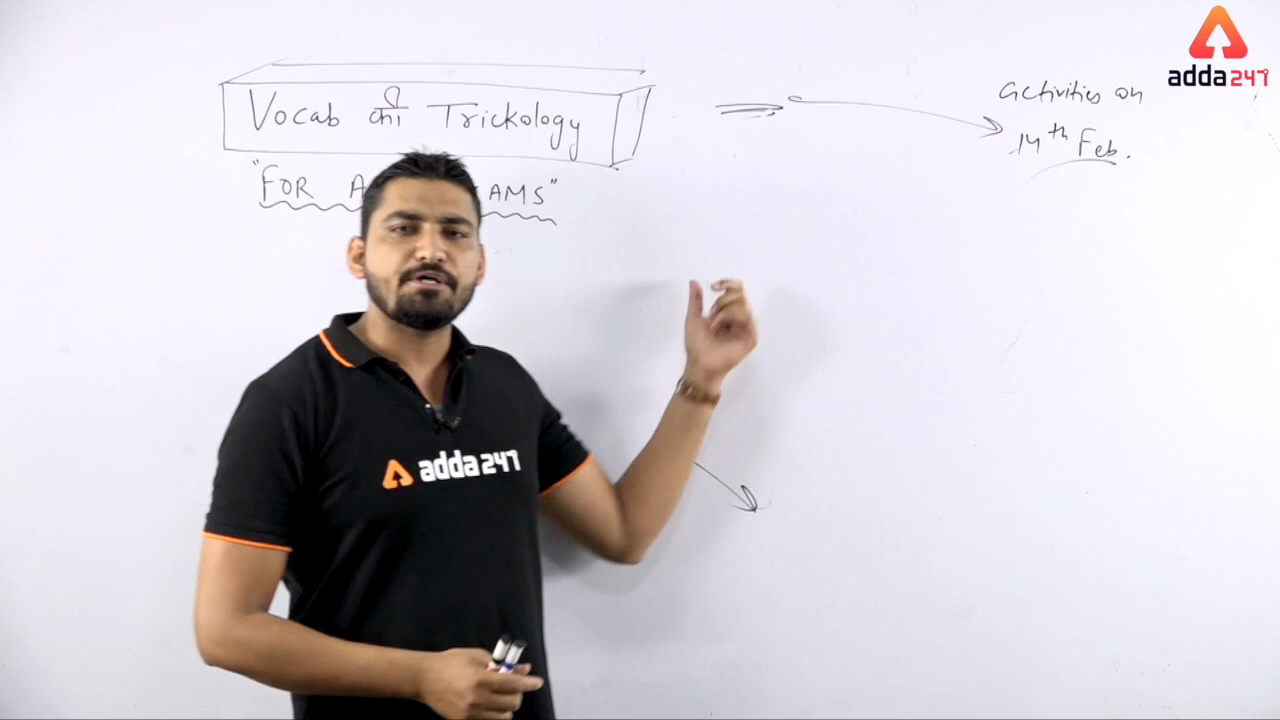 Vocab की Trickology
"FOR A AMS"
activities on
14th Feb.
adda247
adda247